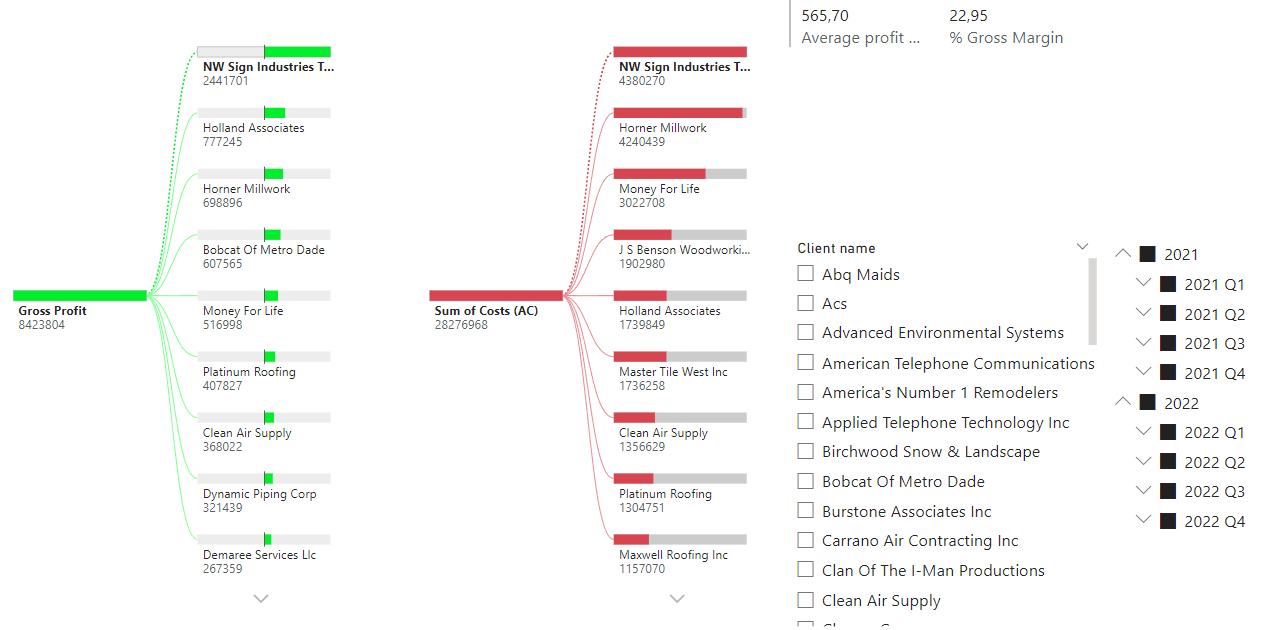 565,70
Average profit ...
22,95
% Gross Margin
Gross Profit
8423804
NW Sign Industries T...
2441701
Holland Associates
777245
Horner Millwork
698896
Bobcat Of Metro Dade
607565
Money For Life
516998
Platinum Roofing
407827
Clean Air Supply
368022
Dynamic Piping Corp
321439
Demaree Services Llc
267359
Sum of Costs (AC)
28276968
NW Sign Industries T...
4380270
Horner Millwork
4240439
Money For Life
3022708
J S Benson Woodworki...
1902980
Holland Associates
1739849
Master Tile West Inc
1736258
Clean Air Supply
1356629
Platinum Roofing
1304751
Maxwell Roofing Inc
1157070
Client name
Abq Maids
Acs
Advanced Environmental Systems
American Telephone Communications
America's Number 1 Remodelers
Applied Telephone Technology Inc
Birchwood Snow & Landscape
Bobcat Of Metro Dade
Burstone Associates Inc
Carrano Air Contracting Inc
Clan Of The I-Man Productions
Clean Air Supply
2021
2021 Q1
2021 Q2
2021 Q3
2021 Q4
2022
2022 Q1
2022 Q2
2022 Q3
2022 Q4